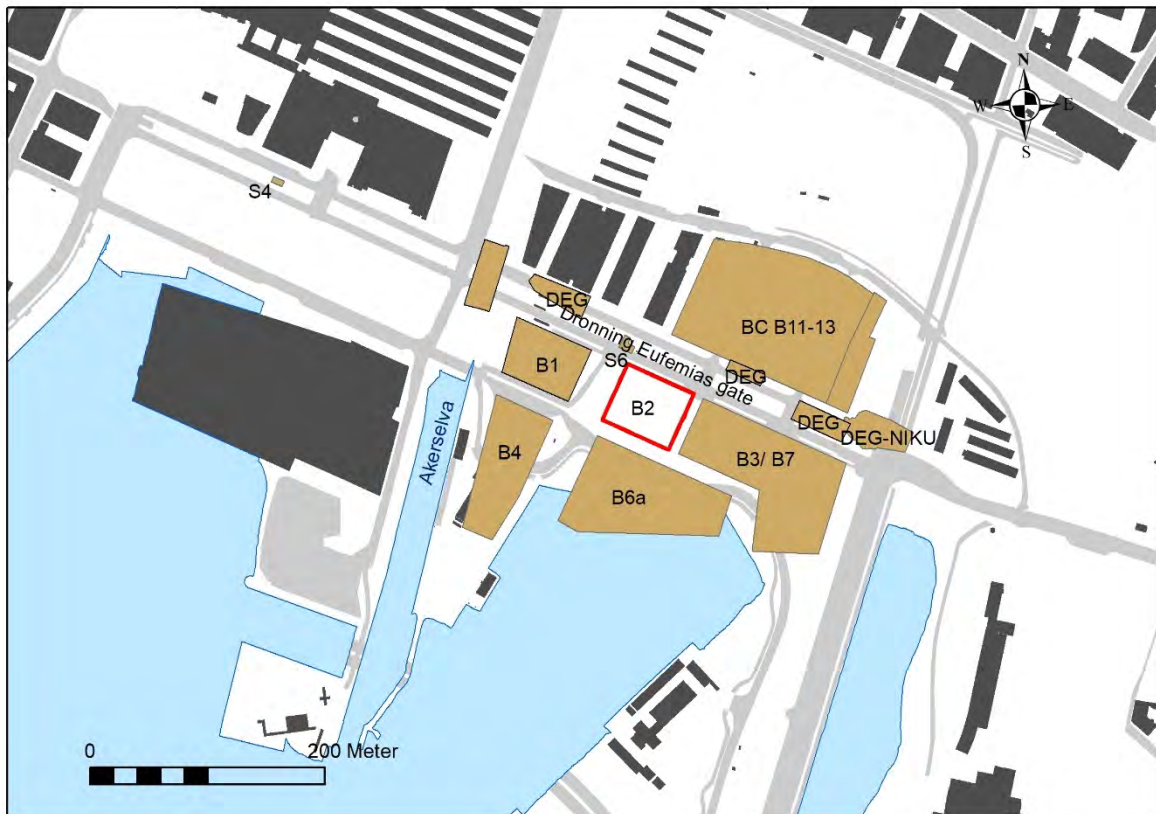 N
W E
S
S4
DEG
Dronning Eufemias gate
BC B11-13
S6
B1
DEG
B2
DEG
DEG-NIKU
B4
B3/ B7
Akerselva
B6a
0 200 Meter